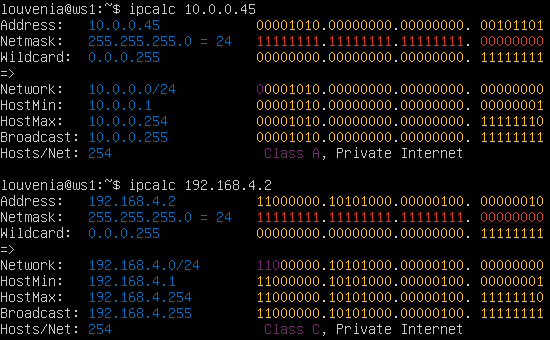 louvenia@ws1:~$ ipcalc 10.0.0.45
Address:   10.0.0.45            00001010.00000000.00000000. 00101101
Netmask:   255.255.255.0 = 24   11111111.11111111.11111111. 00000000
Wildcard:  0.0.0.255            00000000.00000000.00000000. 11111111
=>
Network:   10.0.0.0/24          00001010.00000000.00000000. 00000000
HostMin:   10.0.0.1             00001010.00000000.00000000. 00000001
HostMax:   10.0.0.254           00001010.00000000.00000000. 11111110
Broadcast: 10.0.0.255           00001010.00000000.00000000. 11111111
Hosts/Net: 254                   Class A, Private Internet
louvenia@ws1:~$ ipcalc 192.168.4.2
Address:   192.168.4.2          11000000.10101000.00000100. 00000010
Netmask:   255.255.255.0 = 24   11111111.11111111.11111111. 00000000
Wildcard:  0.0.0.255            00000000.00000000.00000000. 11111111
=>
Network:   192.168.4.0/24       11000000.10101000.00000100. 00000000
HostMin:   192.168.4.1          11000000.10101000.00000100. 00000001
HostMax:   192.168.4.254        11000000.10101000.00000100. 11111110
Broadcast: 192.168.4.255        11000000.10101000.00000100. 11111111
Hosts/Net: 254                   Class C, Private Internet